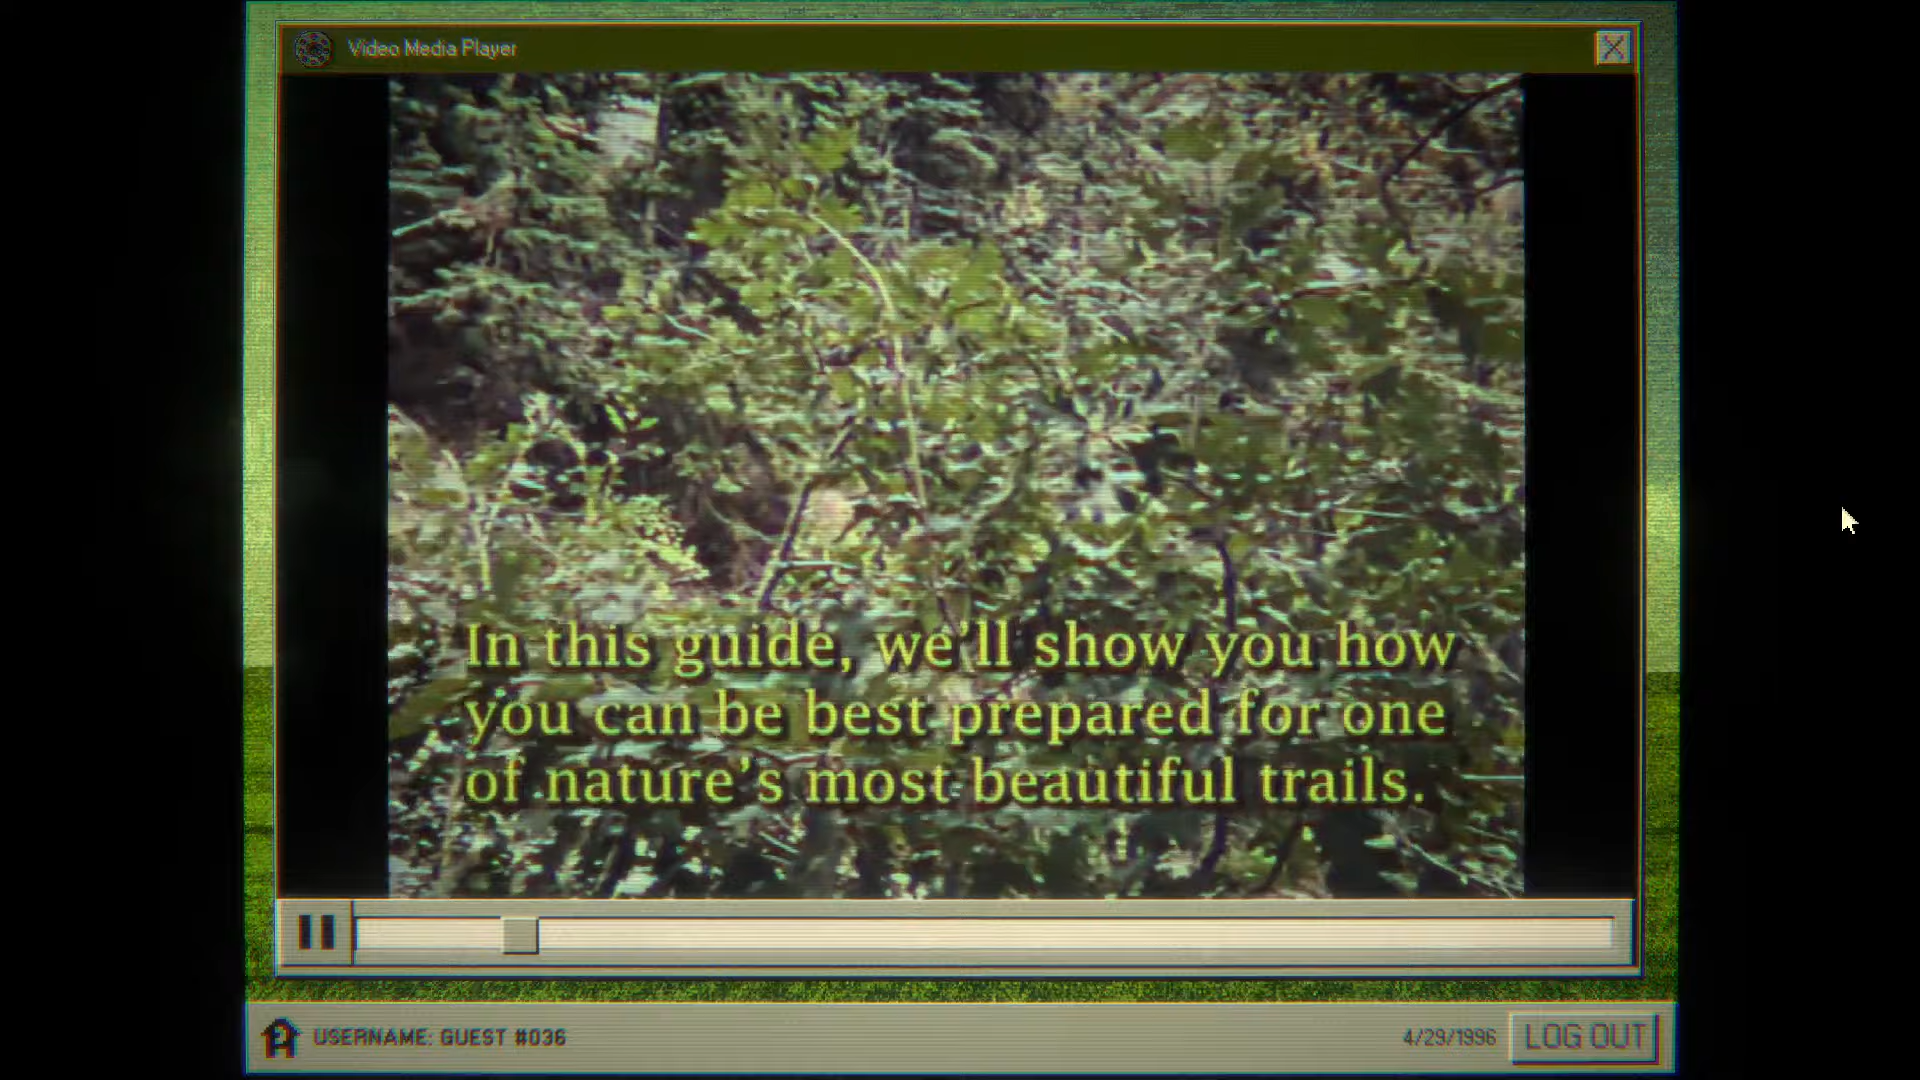 Video Media Player
In this guide, we'll show you how
you can be best prepared for one
of nature's most beautiful trails.
USERNAME: GUEST #036
4/29/1996
LOG OUT